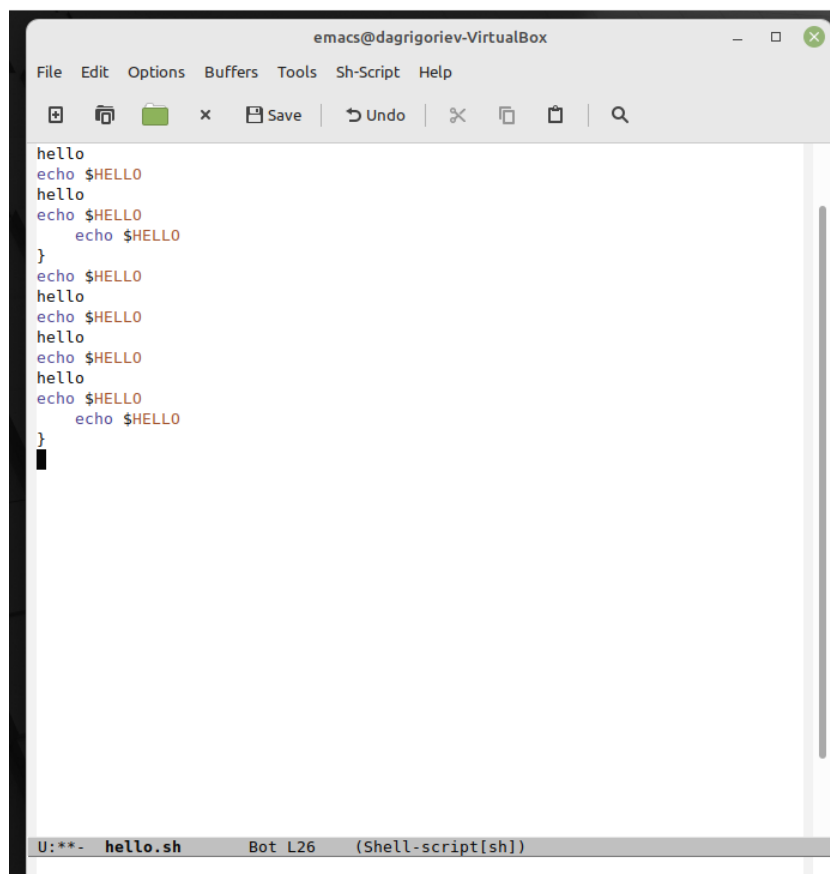 emacs@dagrigoriev-VirtualBox
File Edit Options Buffers Tools Sh-Script Help
Save Undo
hello
echo $HELLO
hello
echo $HELLO
    echo $HELLO
}
echo $HELLO
hello
echo $HELLO
hello
echo $HELLO
hello
echo $HELLO
    echo $HELLO
}
U:**- hello.sh Bot L26 (Shell-script[sh])